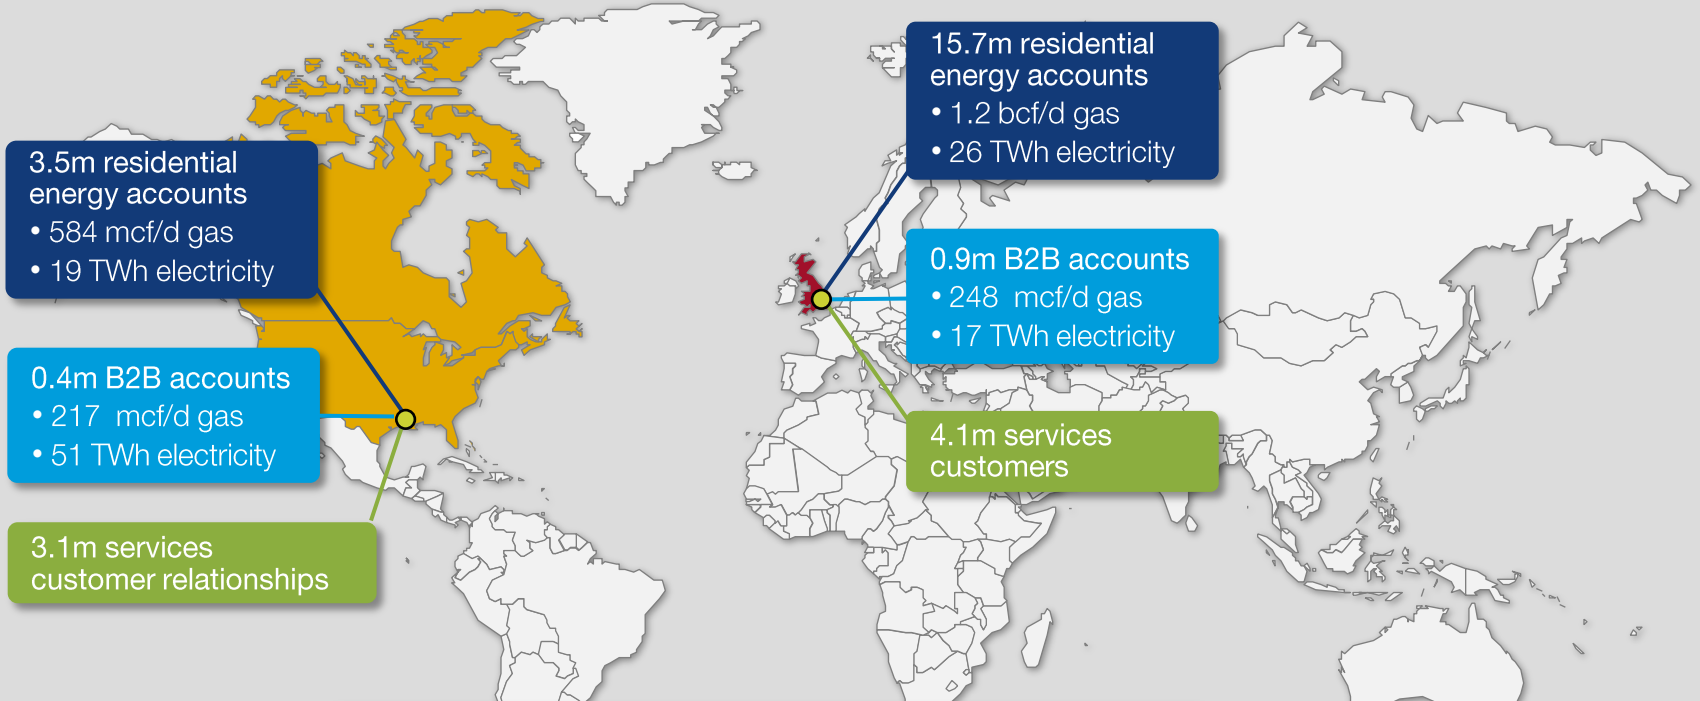 3.5m residential
energy accounts
• 584 mcf/d gas
• 19 TWh electricity
0.4m B2B accounts
• 217 mcf/d gas
• 51 TWh electricity
3.1m services
customer relationships
15.7m residential
energy accounts
• 1.2 bcf/d gas
• 26 TWh electricity
0.9m B2B accounts
• 248 mcf/d gas
• 17 TWh electricity
4.1m services
customers